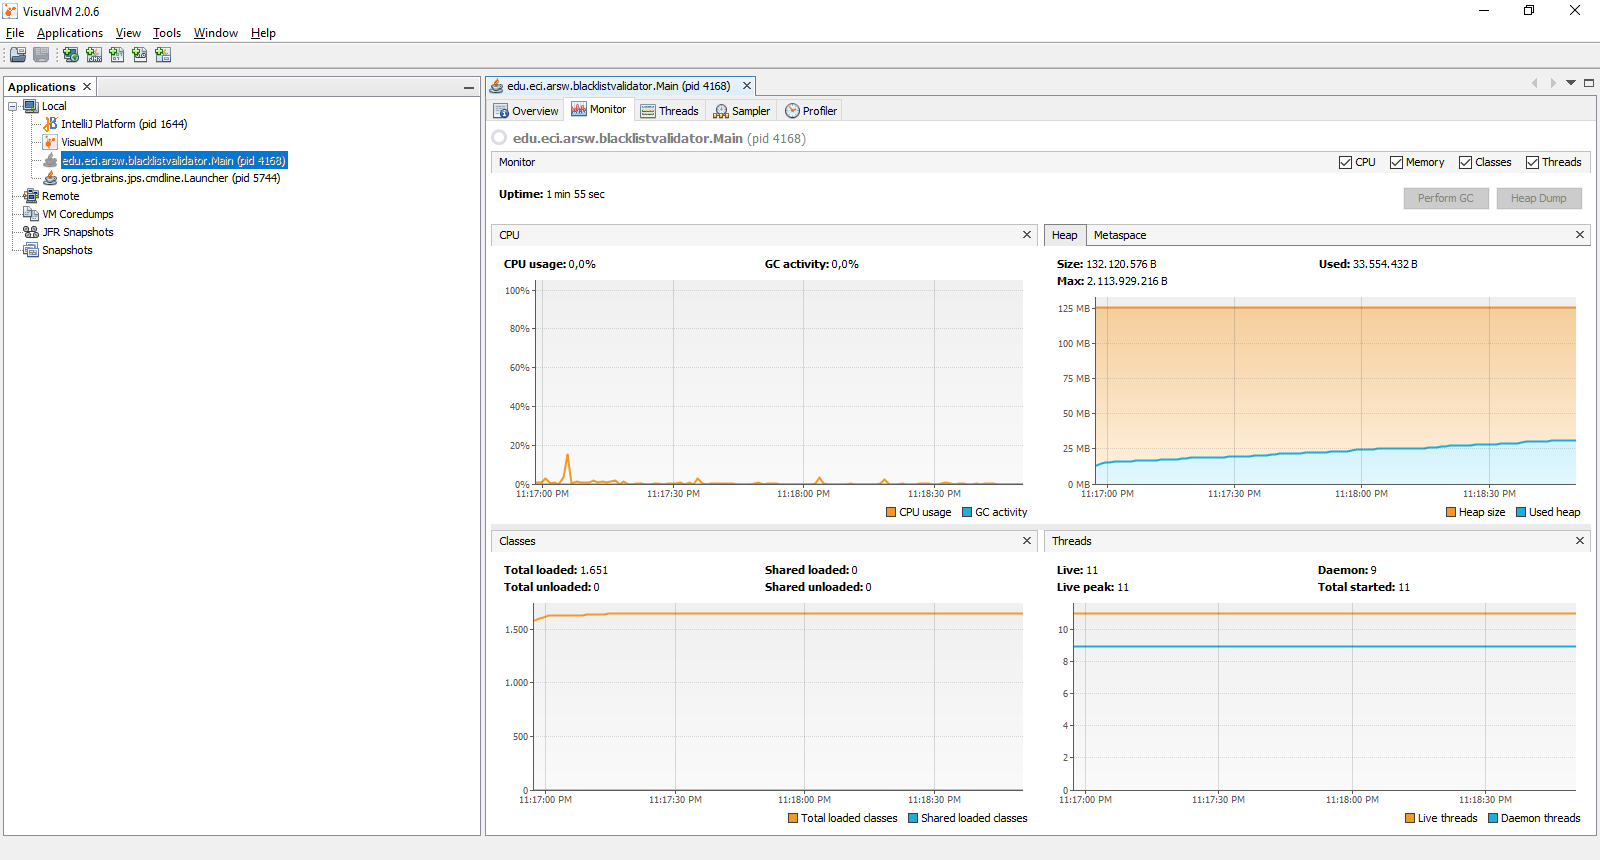 VisualVM 2.0.6
File Applications View Tools Window Help
Applications
Local
IntelliJ Platform (pid 1644)
VisualVM
edu.eci.arsw.blacklistvalidator.Main (pid 4168)
org.jetbrains.jps.cmdline.Launcher (pid 5744)
Remote
VM Coredumps
JFR Snapshots
Snapshots
edu.eci.arsw.blacklistvalidator.Main (pid 4168)
Overview Monitor Threads Sampler Profiler
edu.eci.arsw.blacklistvalidator.Main (pid 4168)
Monitor CPU Memory Classes Threads
Uptime: 1 min 55 sec
Perform GC Heap Dump
CPU
CPU usage: 0,0% GC activity: 0,0%
100%
80%
60%
40%
20%
0%
11:17:00 PM 11:17:30 PM 11:18:00 PM 11:18:30 PM
CPU usage GC activity
Heap Metaspace
Size: 132.120.576 B Used: 33.554.432 B
Max: 2.113.929.216 B
125 MB
100 MB
75 MB
50 MB
25 MB
0 MB
11:17:00 PM 11:17:30 PM 11:18:00 PM 11:18:30 PM
Heap size Used heap
Classes
Total loaded: 1.651 Shared loaded: 0
Total unloaded: 0 Shared unloaded: 0
1.500
1.000
500
0
11:17:00 PM 11:17:30 PM 11:18:00 PM 11:18:30 PM
Total loaded classes Shared loaded classes
Threads
Live: 11 Daemon: 9
Live peak: 11 Total started: 11
10
8
6
4
2
0
11:17:00 PM 11:17:30 PM 11:18:00 PM 11:18:30 PM
Live threads Daemon threads